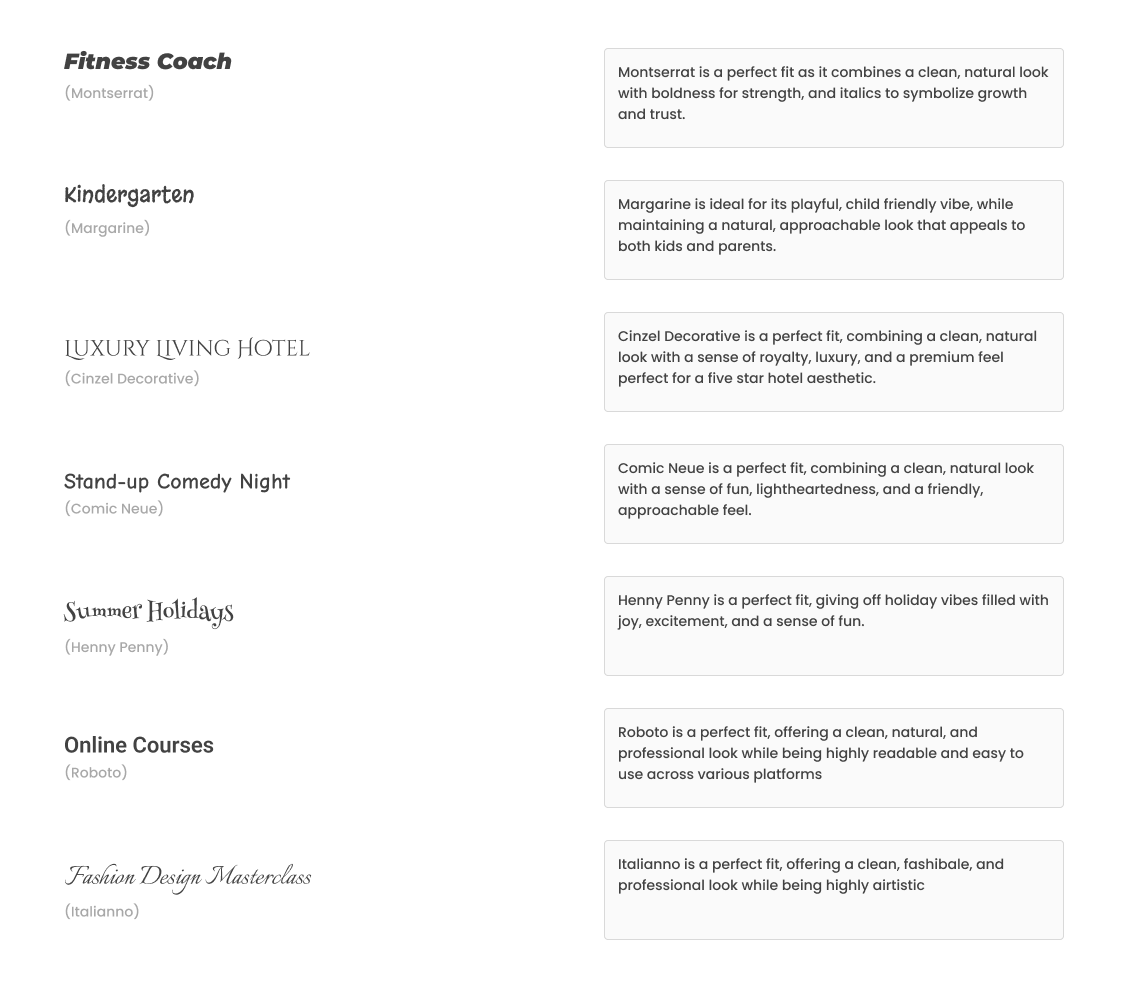 Fitness Coach
(Montserrat)
Montserrat is a perfect fit as it combines a clean, natural look
with boldness for strength, and italics to symbolize growth
and trust.
Kindergarten
(Margarine)
Margarine is ideal for its playful, child friendly vibe, while
maintaining a natural, approachable look that appeals to
both kids and parents.
Luxury Living Hotel
(Cinzel Decorative)
Cinzel Decorative is a perfect fit, combining a clean, natural
look with a sense of royalty, luxury, and a premium feel
perfect for a five star hotel aesthetic.
Stand-up Comedy Night
(Comic Neue)
Comic Neue is a perfect fit, combining a clean, natural look
with a sense of fun, lightheartedness, and a friendly,
approachable feel.
Summer Holidays
(Henny Penny)
Henny Penny is a perfect fit, giving off holiday vibes filled with
joy, excitement, and a sense of fun.
Online Courses
(Roboto)
Roboto is a perfect fit, offering a clean, natural, and
professional look while being highly readable and easy to
use across various platforms
Fashion Design Masterclass
(Italianno)
Italianno is a perfect fit, offering a clean, fashibale, and
professional look while being highly airtistic